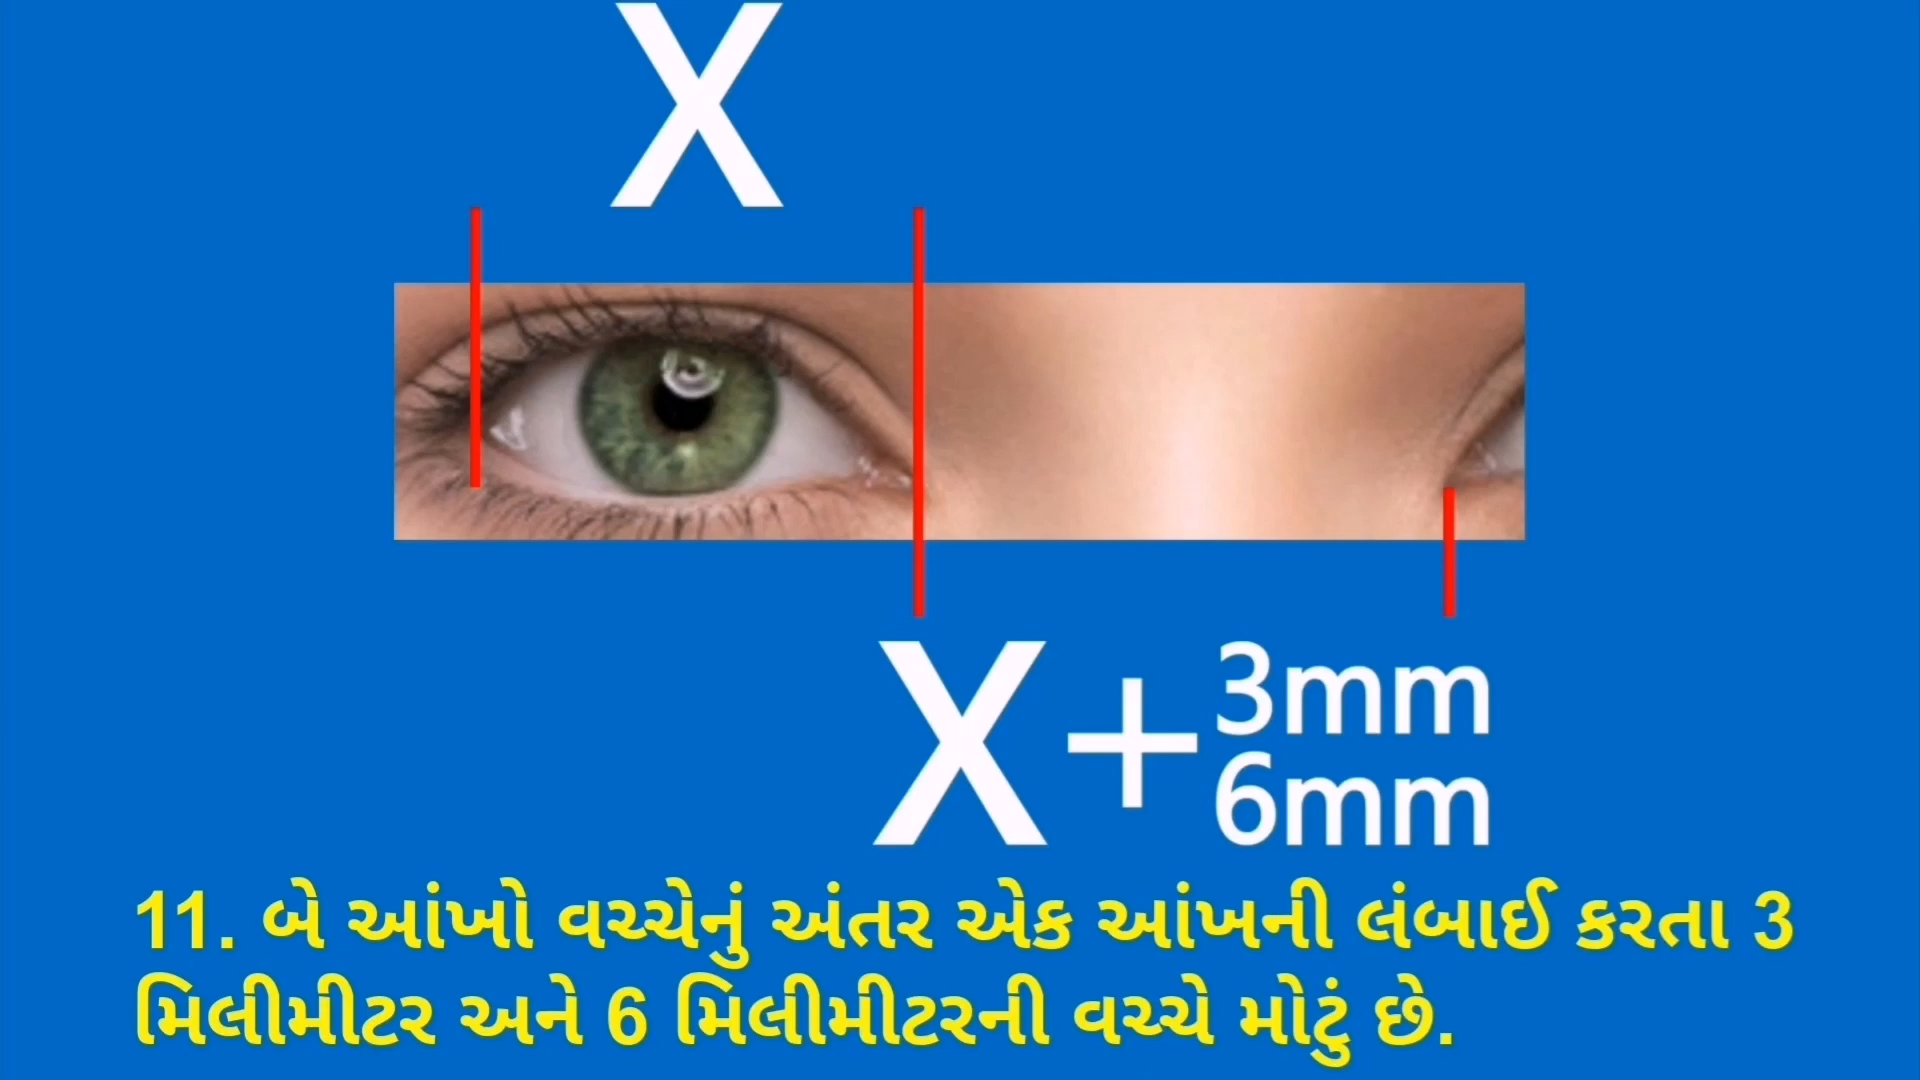 X
X+3mm
6mm
11. બે આંખો વચ્ચેનું અંતર એક આંખની લંબાઈ કરતા 3
મિલીમીટર અને 6 મિલીમીટરની વચ્ચે મોટું છે.